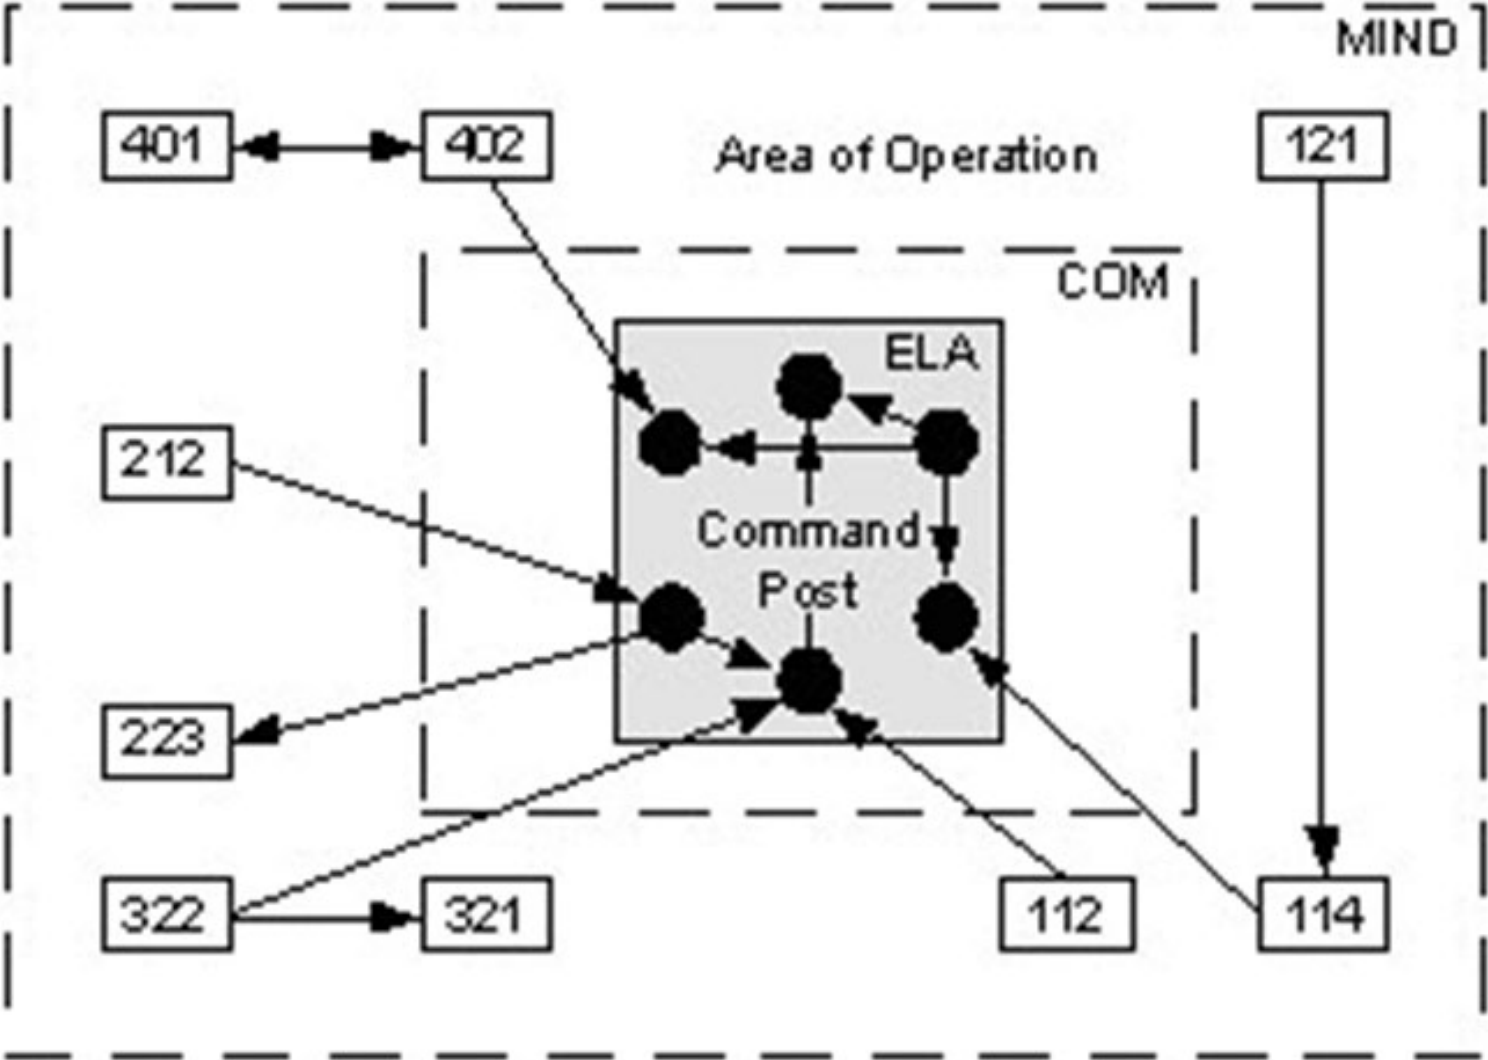 MIND
401
402
Area of Operation
121
COM
ELA
212
Command
Post
223
322
321
112
114